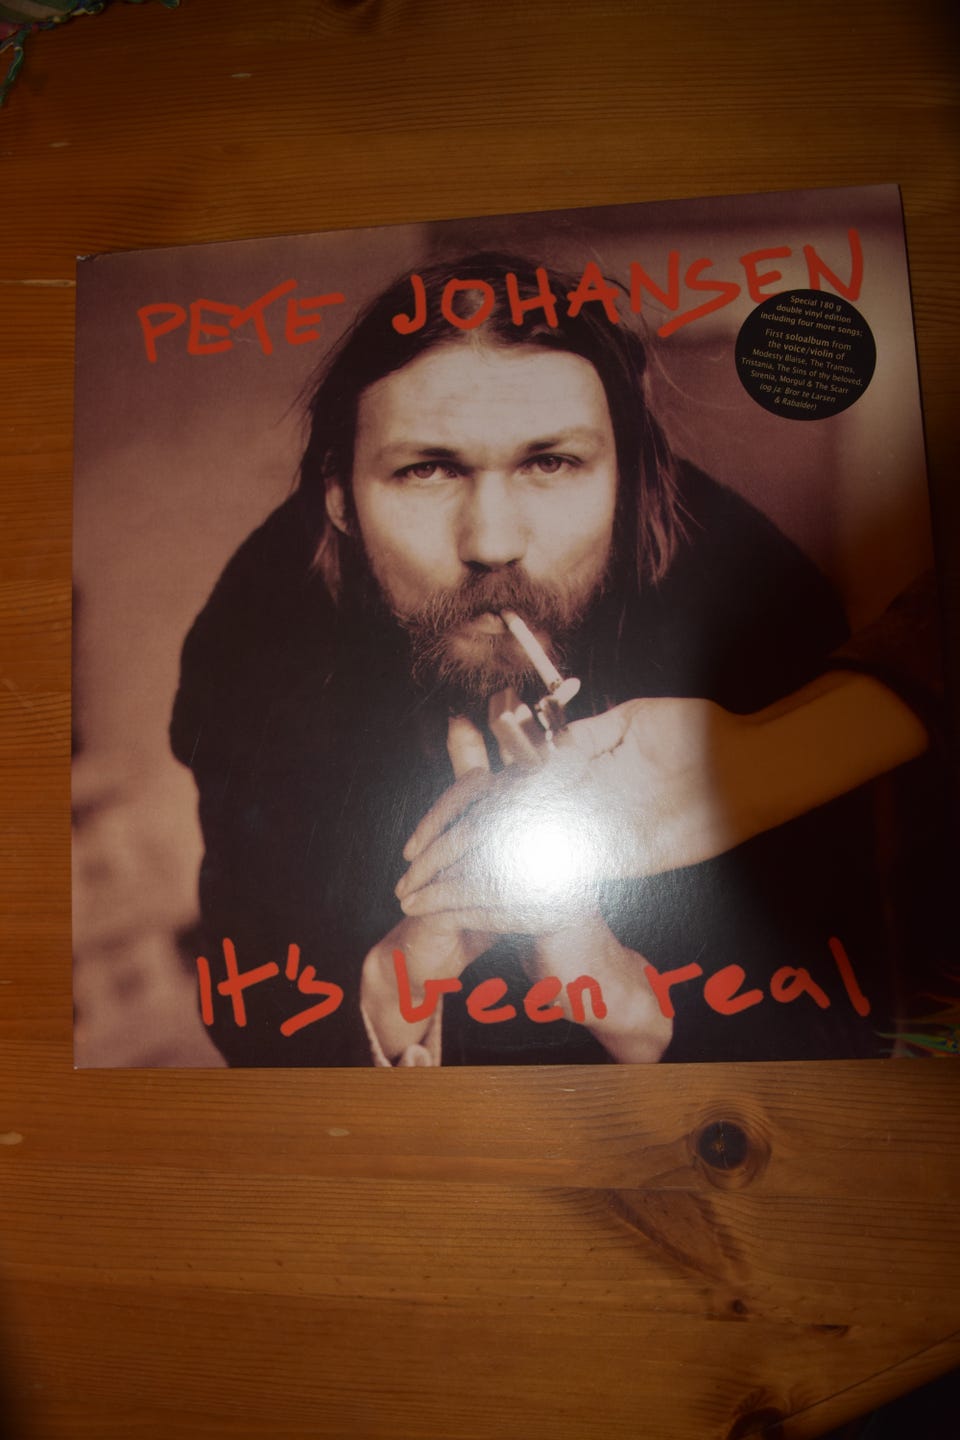 PETE JOHANSEN
Special 180 g
double vinyl edition
including four more songs:
First soloalbum from
the voice/violin of
Modesty Blaise, The Tramps,
Tristania, The Sins of thy beloved,
Sirenia, Morgul & The Scarr
(og ja: Bror te Larsen
& Rabalder)
It's been real